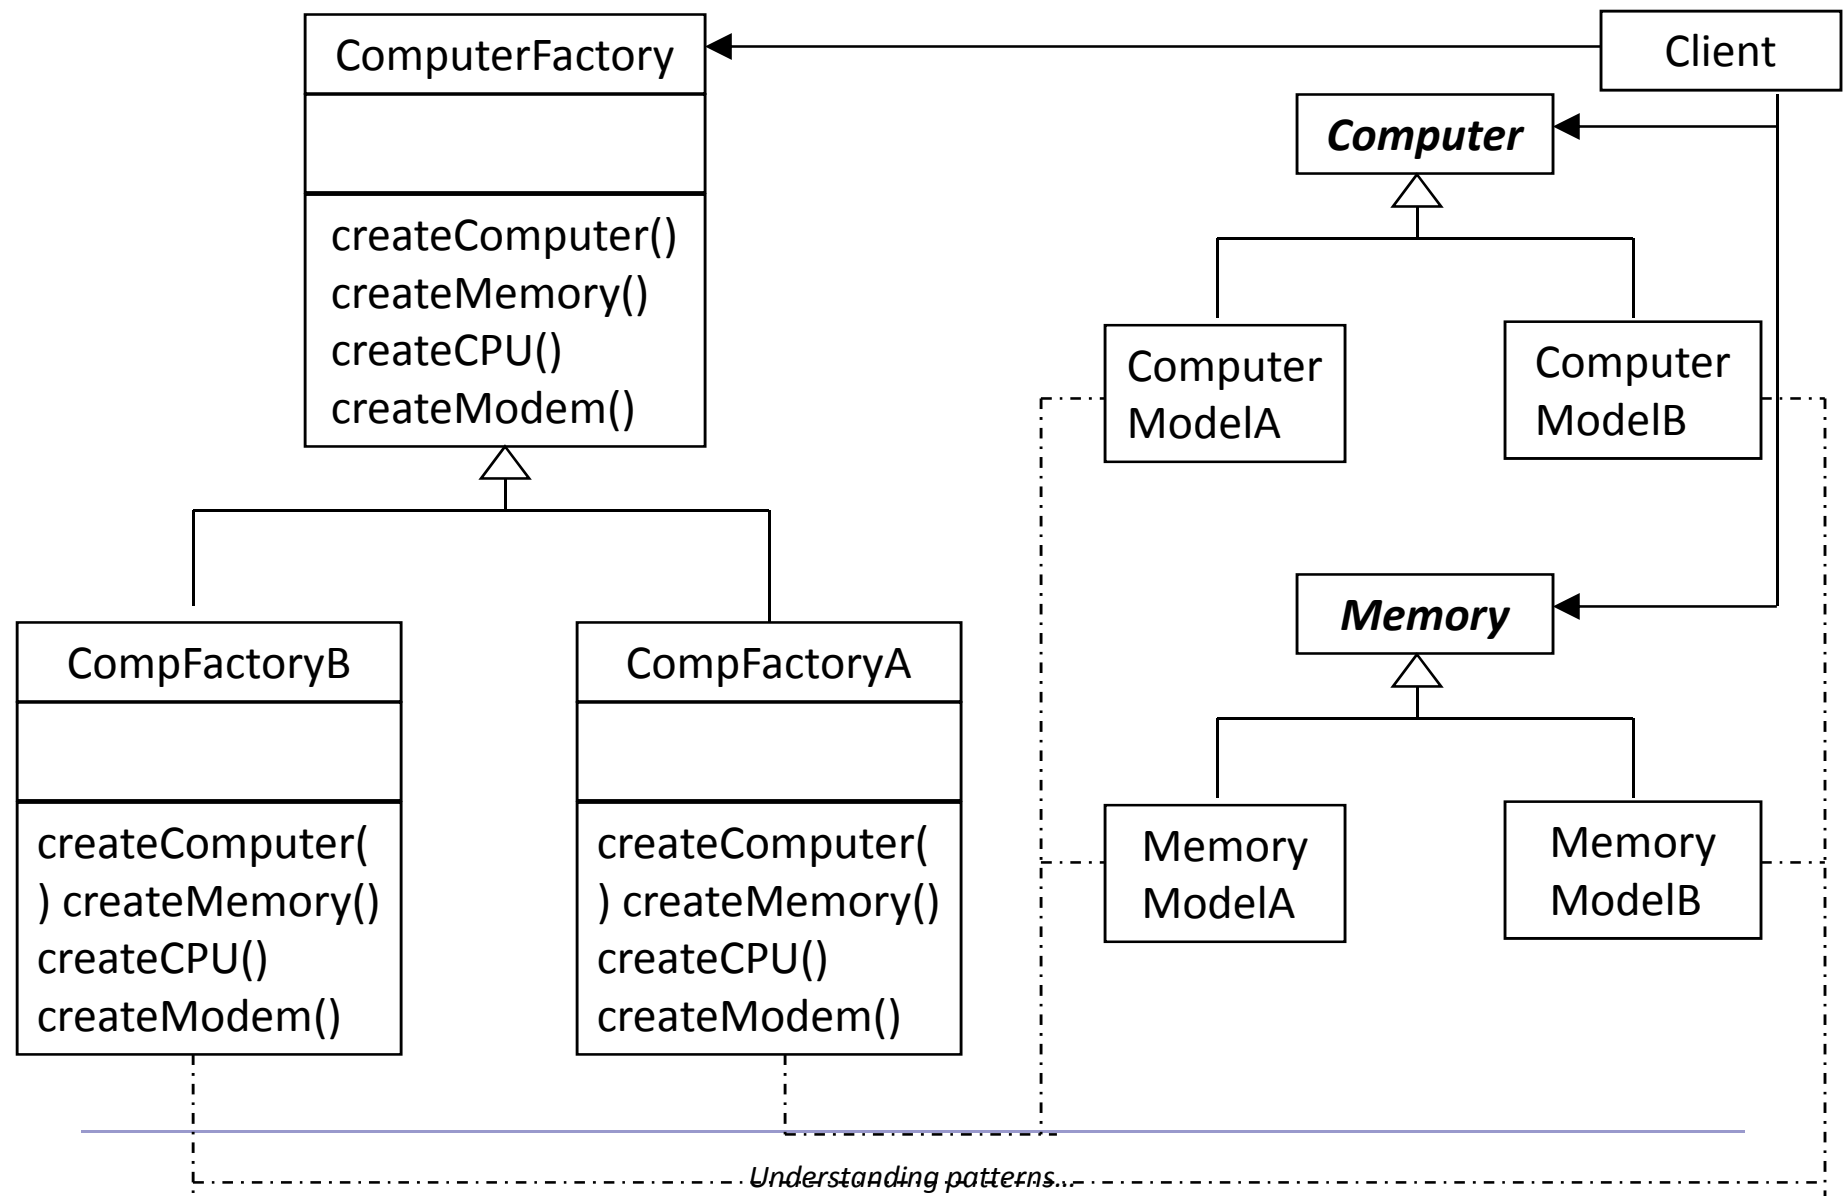 ComputerFactory
createComputer()
createMemory()
createCPU()
createModem()
Client
Computer
Computer
ModelA
Computer
ModelB
Memory
Memory
ModelA
Memory
ModelB
CompFactoryB
createComputer(
) createMemory()
createCPU()
createModem()
CompFactoryA
createComputer(
) createMemory()
createCPU()
createModem()
Understanding patterns...